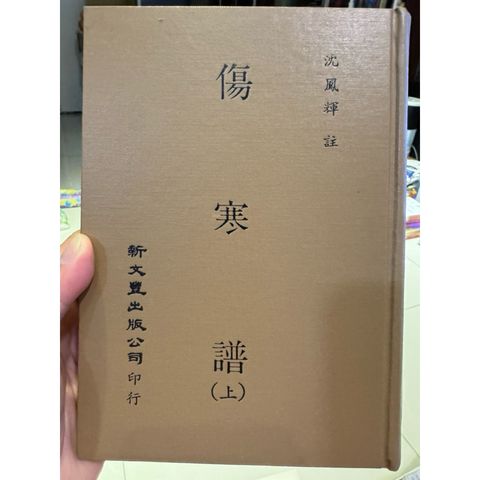 沈鳳輝 註
傷寒譜
(上)
新文豐出版公司 印行